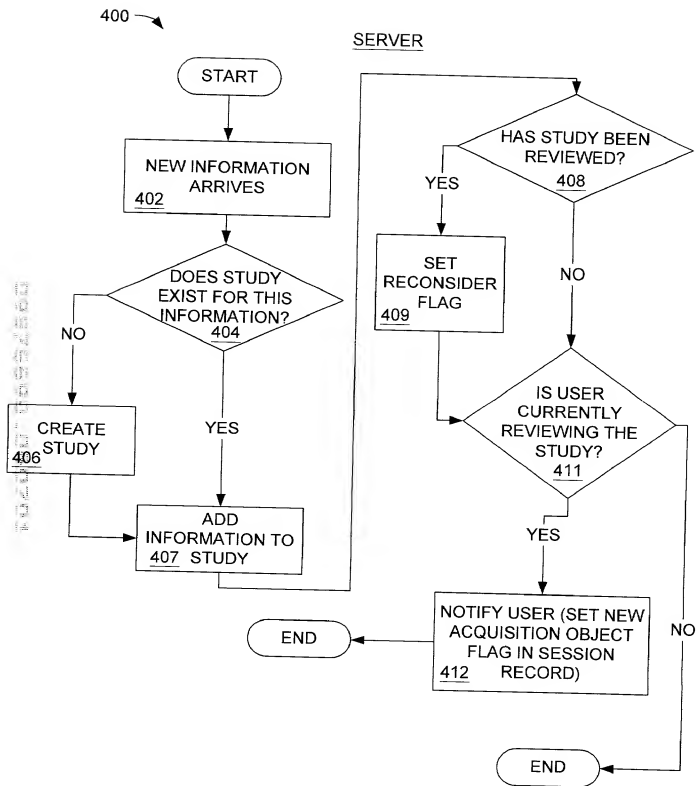 400
SERVER
START
NEW INFORMATION
ARRIVES
402
DOES STUDY
EXIST FOR THIS
INFORMATION?
404
NO
YES
CREATE
STUDY
406
ADD
INFORMATION TO
STUDY
407
HAS STUDY BEEN
REVIEWED?
408
YES
NO
SET
RECONSIDER
FLAG
409
IS USER
CURRENTLY
REVIEWING THE
STUDY?
411
YES
NO
NOTIFY USER (SET NEW
ACQUISITION OBJECT
FLAG IN SESSION
RECORD)
412
END
END